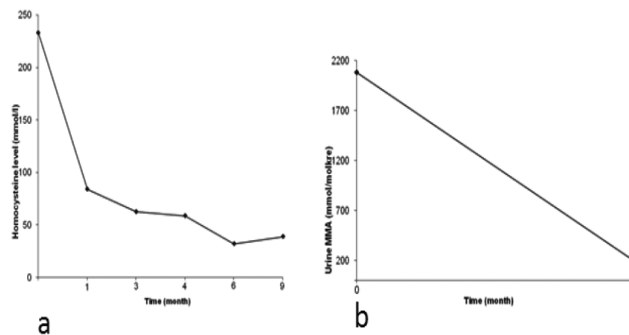 Homocysteine level (mmol/l)
250
200
150
100
50
0
1
3
4
6
9
Time (month)
a
Urine MMA (mmol/molkre)
2200
1700
1200
700
200
0
Time (month)
b